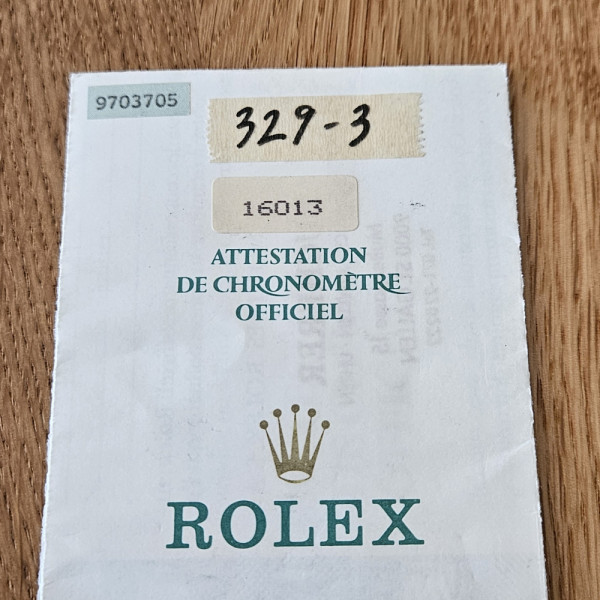 9703705
329-3
16013
ATTESTATION
DE CHRONOMÈTRE
OFFICIEL
ROLEX